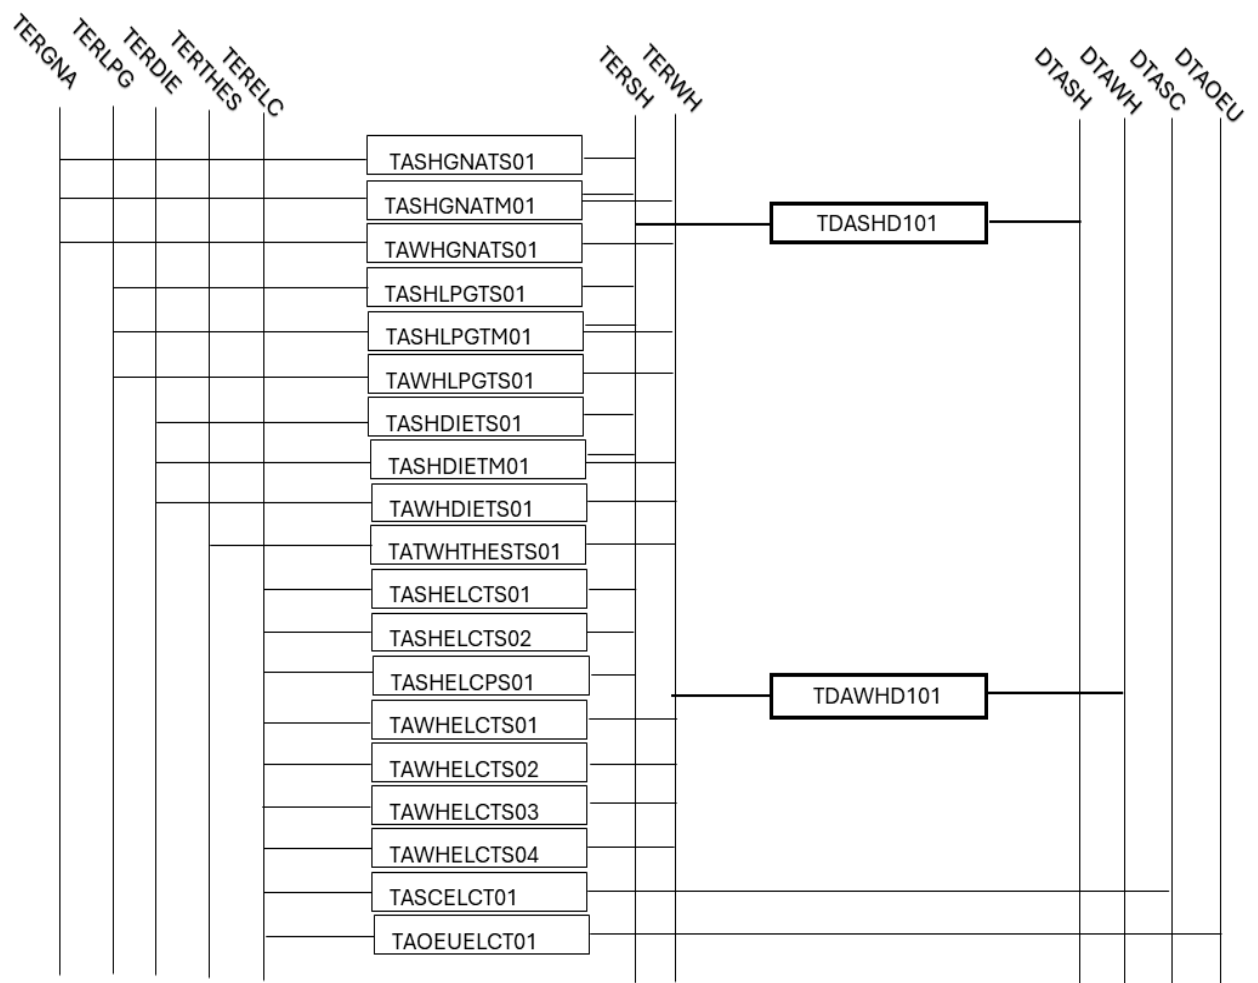 TERGNA
TERLPG
TERDIE
TERTHES
TERELC
TERSH
TERWH
DTASH
DTAWH
DTASC
DTAOEU
TASHGNATS01
TASHGNATM01
TDASHD101
TAWHGNATS01
TASHLPGTS01
TASHLPGTM01
TAWHLPGTS01
TASHDIETS01
TASHDIETM01
TAWHDIETS01
TATWHTHESTS01
TASHELCTS01
TASHELCTS02
TASHELCPS01
TDAWHD101
TAWHELCTS01
TAWHELCTS02
TAWHELCTS03
TAWHELCTS04
TASCELCT01
TAOEUELCT01